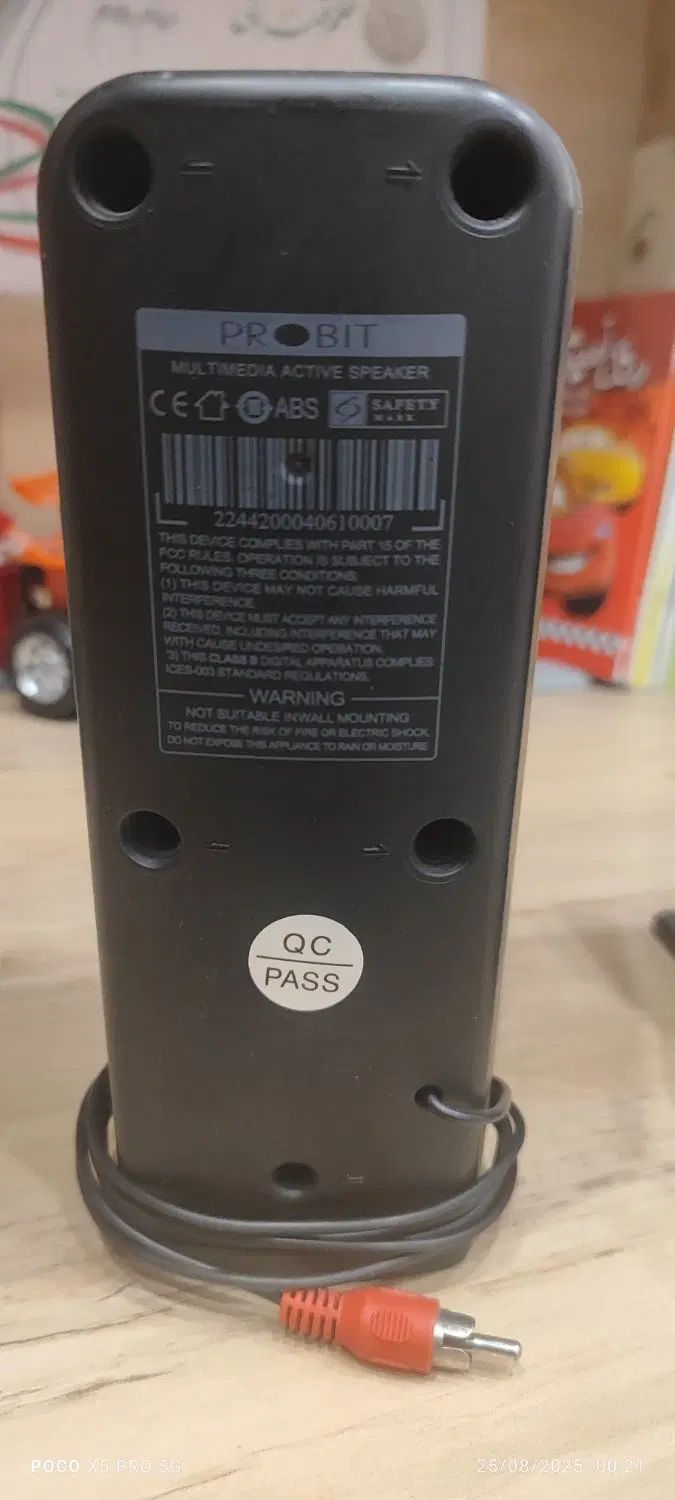 PROBIT
MULTIMEDIA ACTIVE SPEAKER
CE ABS SAFETY
MARK
2244200040610007
THIS DEVICE COMPLIES WITH PART 15 OF THE
FCC RULES. OPERATION IS SUBJECT TO THE
FOLLOWING THREE CONDITIONS:
(1) THIS DEVICE MAY NOT CAUSE HARMFUL
INTERFERENCE.
(2) THIS DEVICE MUST ACCEPT ANY INTERFERENCE
RECEIVED, INCLUDING INTERFERENCE THAT MAY
WITH CAUSE UNDESIRED OPERATION.
"3) THIS CLASS B DIGITAL APPARATUS COMPLIES
ICES-003 STANDARD REGULATIONS.
WARNING
NOT SUITABLE INWALL MOUNTING
TO REDUCE THE RISK OF FIRE OR ELECTRIC SHOCK,
DO NOT EXPOSE THIS APPLIANCE TO RAIN OR MOISTURE
QC
PASS
POCO X5 PRO 5G
25/08/2025 00:21